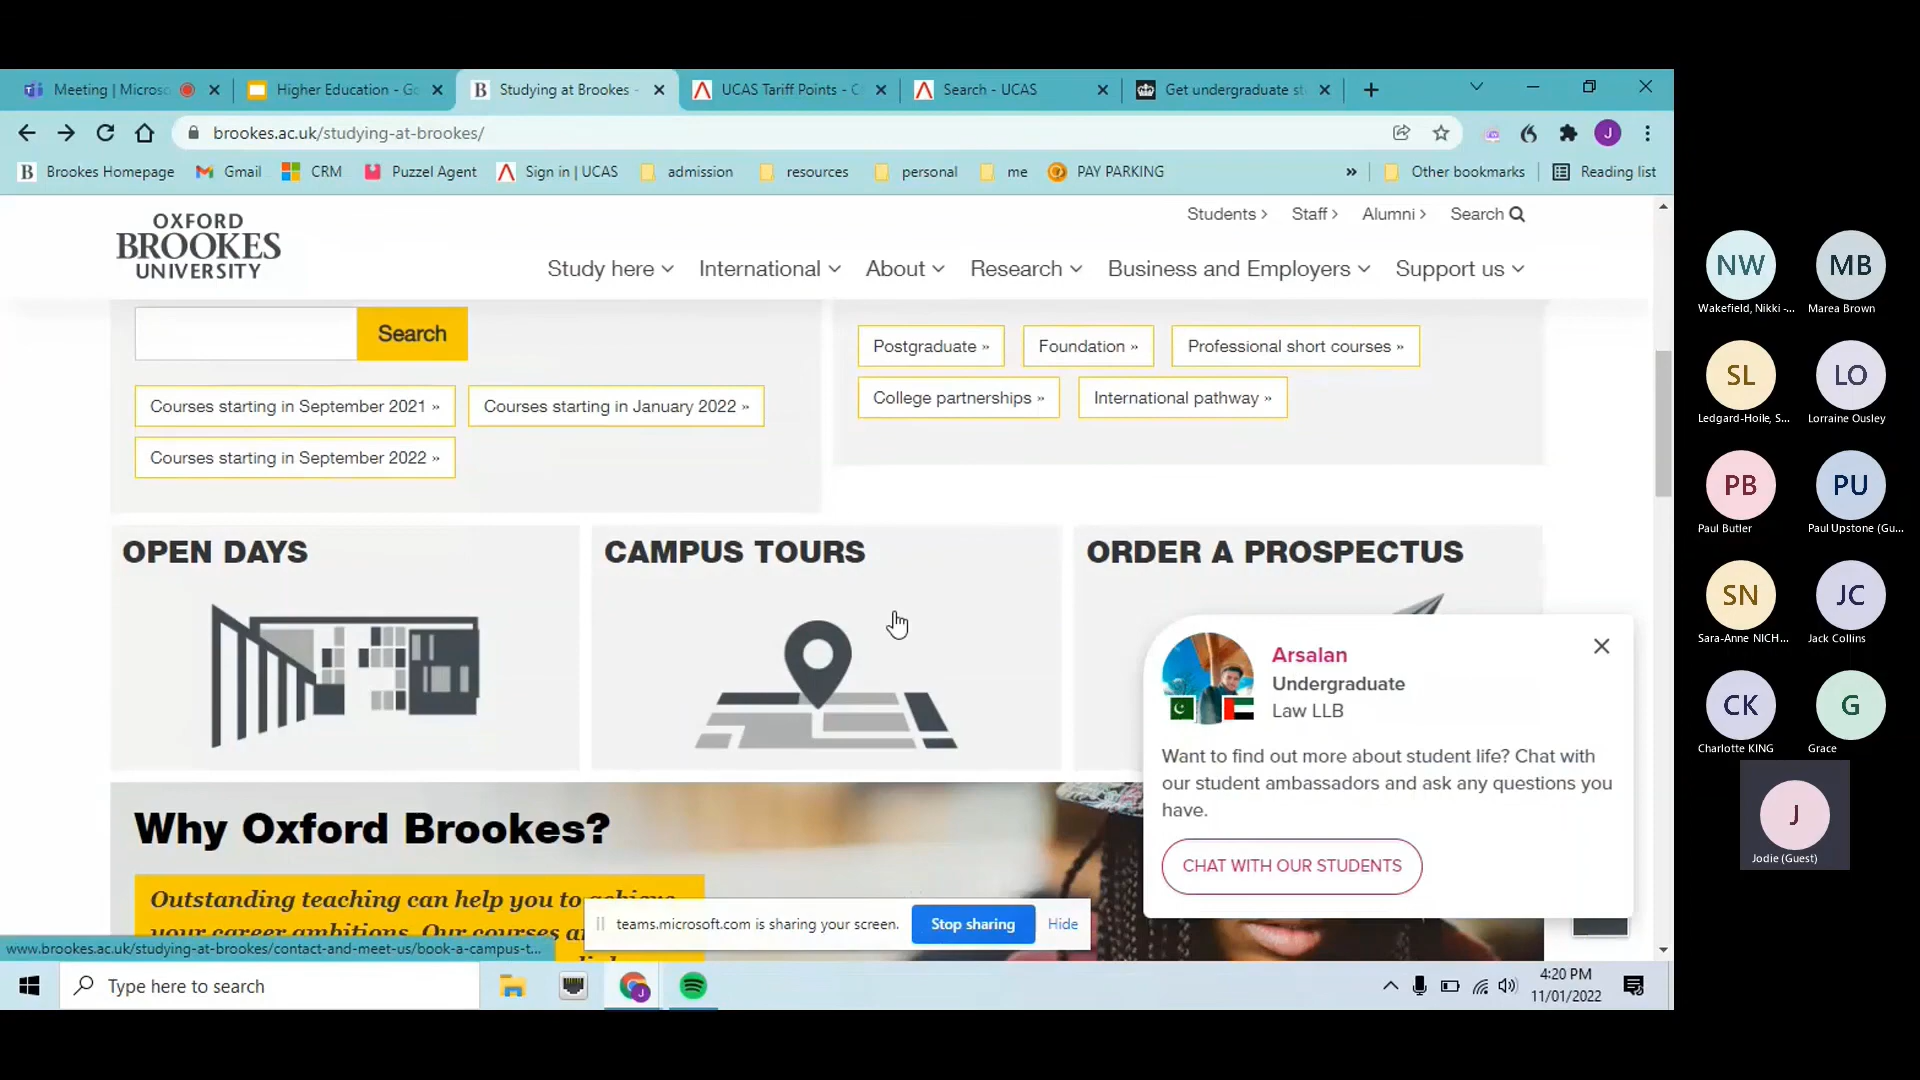 Meeting | Microso
Higher Education - Go
Studying at Brookes -
UCAS Tariff Points - C
Search - UCAS
Get undergraduate st
brookes.ac.uk/studying-at-brookes/
J
B Brookes Homepage
Gmail
CRM
Puzzel Agent
Sign in | UCAS
admission
resources
personal
me
PAY PARKING
»
Other bookmarks
Reading list
OXFORD
BROOKES
UNIVERSITY
Students
Staff
Alumni
Search
Study here
International
About
Research
Business and Employers
Support us
Search
Courses starting in September 2021 »
Courses starting in January 2022 »
Courses starting in September 2022 »
Postgraduate »
Foundation »
Professional short courses »
College partnerships »
International pathway »
OPEN DAYS
CAMPUS TOURS
ORDER A PROSPECTUS
Why Oxford Brookes?
Outstanding teaching can help you to achieve
your career ambitions. Our courses
Arsalan
Undergraduate
Law LLB
Want to find out more about student life? Chat with
our student ambassadors and ask any questions you
have.
CHAT WITH OUR STUDENTS
teams.microsoft.com is sharing your screen.
Stop sharing
Hide
www.brookes.ac.uk/studying-at-brookes/contact-and-meet-us/book-a-campus-t...
Type here to search
4:20 PM
11/01/2022
NW
Wakefield, Nikki -...
MB
Marea Brown
SL
Ledgard-Hoile, S...
LO
Lorraine Ousley
PB
Paul Butler
PU
Paul Upstone (Gu...
SN
Sara-Anne NICH...
JC
Jack Collins
CK
Charlotte KING
G
Grace
J
Jodie (Guest)